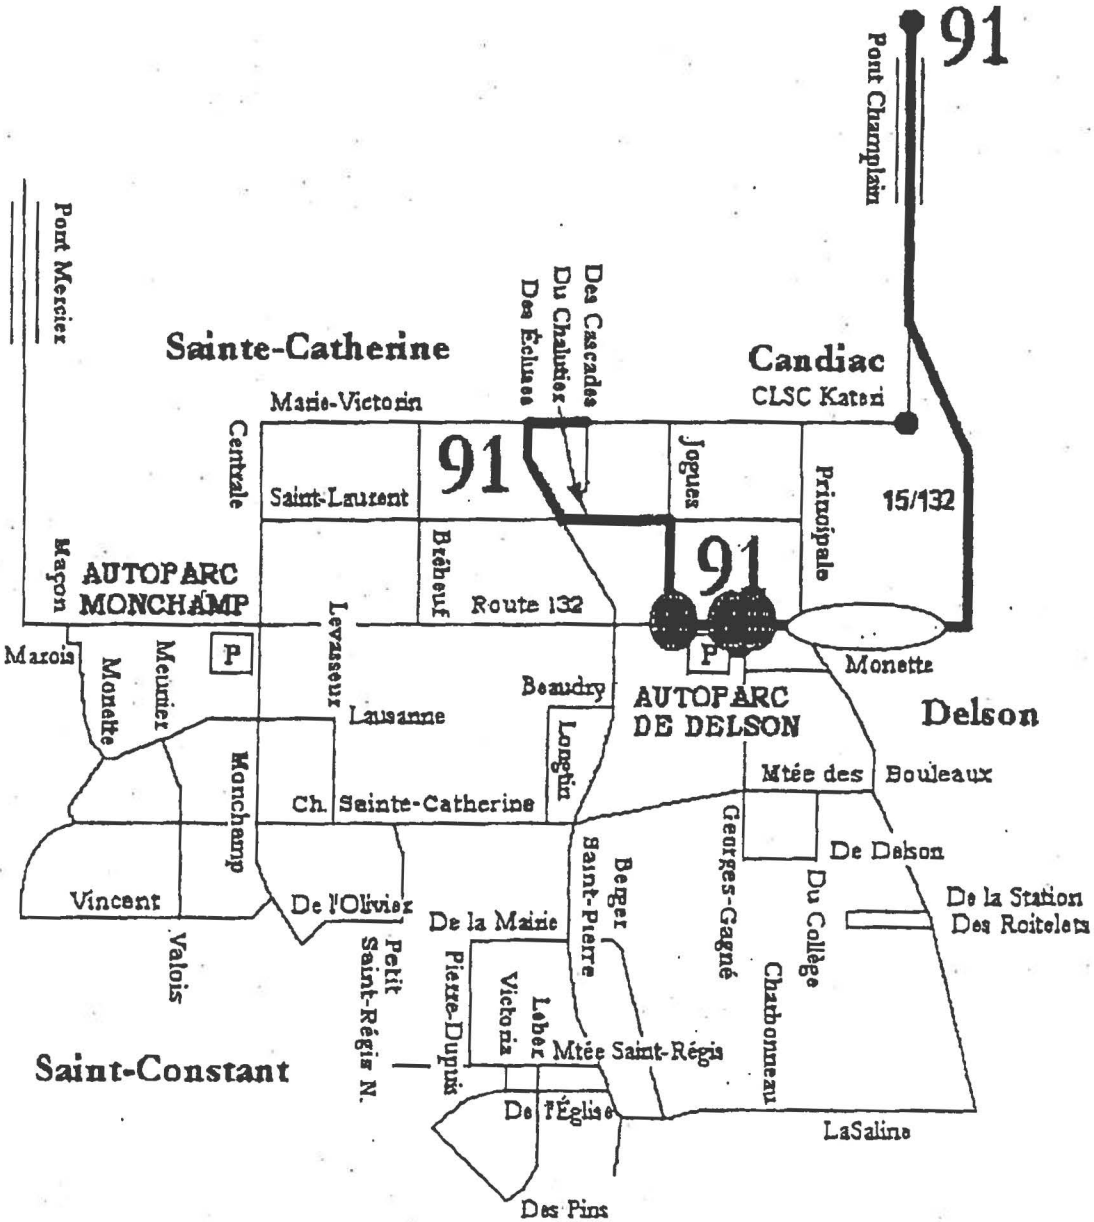 91
Pont Champlain
Pont Mercier
Des Cascades
Du Chalutier
Des Écluses
Sainte-Catherine
Candiac
CLSC Kateri
Marie-Victorin
Centrale
91
Jogues
Principale
15/132
Saint-Laurent
Brébeuf
91
Maçon
AUTOPARC
MONCHAMP
Levasseur
Route 132
Marois
Monette
Meunier
P
P
Monette
Beaudry
AUTOPARC
DE DELSON
Delson
Lausanne
Longtin
Monchamp
Mtée des Bouleaux
Ch. Sainte-Catherine
Georges-Gagné
De Delson
Saint-Pierre
Berger
Du Collège
Vincent
De l'Olivier
De la Mairie
De la Station
Des Roitelets
Valois
Petit
Saint-Régis N.
Pierre-Dupuis
Victoria
Leber
Charbonneau
Mtée Saint-Régis
Saint-Constant
De l'Église
LaSaline
Des Pins